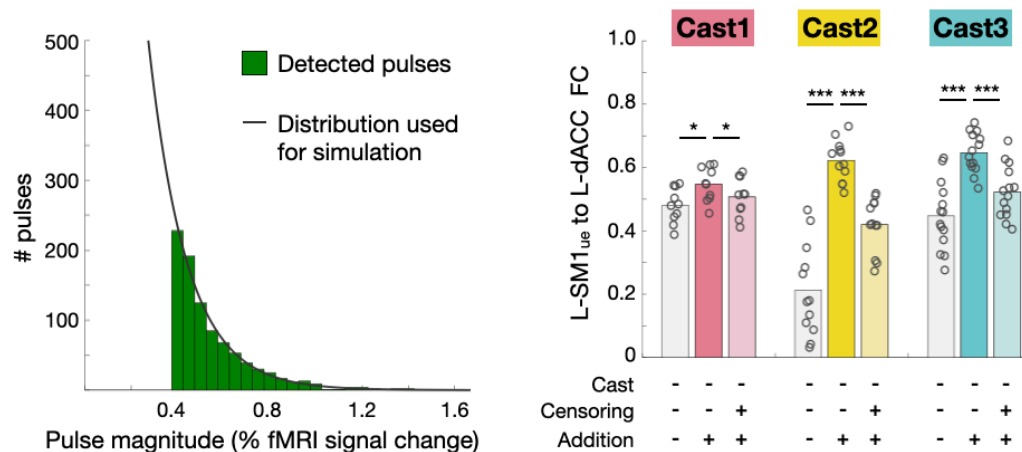 500
400
300
200
100
# pulses
Detected pulses
Distribution used
for simulation
0.4 0.8 1.2 1.6
Pulse magnitude (% fMRI signal change)
Cast1 Cast2 Cast3
1.0
0.8
0.6
0.4
0.2
0
L-SM1ue to L-dACC FC
* * *** *** *** ***
Cast - - - - - - - - -
Censoring - - + - - + - - +
Addition - + + - + + - + +